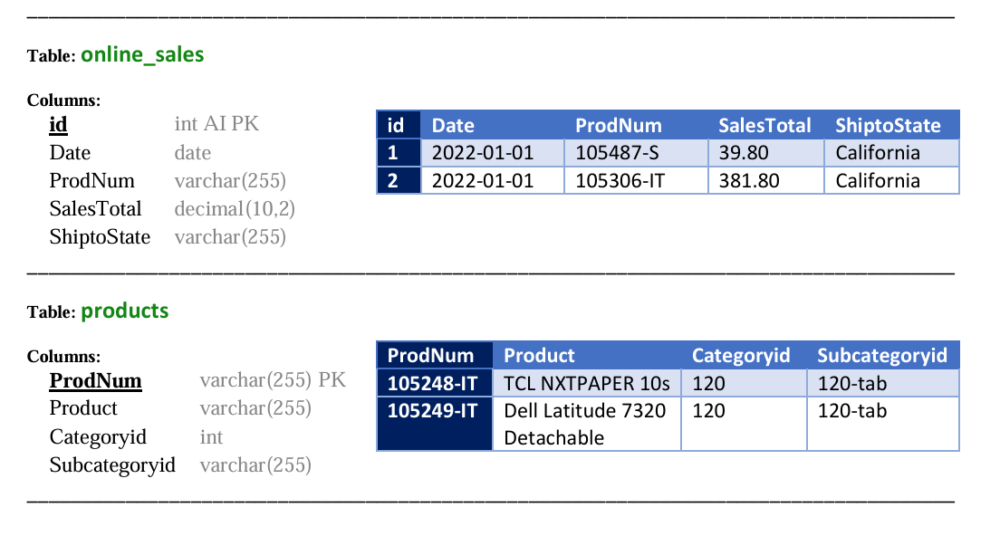 Table: online_sales
Columns:
id int AI PK
Date date
ProdNum varchar(255)
SalesTotal decimal(10,2)
ShiptoState varchar(255)
id Date ProdNum SalesTotal ShiptoState
1 2022-01-01 105487-S 39.80 California
2 2022-01-01 105306-IT 381.80 California
Table: products
Columns:
ProdNum varchar(255) PK
Product varchar(255)
Categoryid int
Subcategoryid varchar(255)
ProdNum Product Categoryid Subcategoryid
105248-IT TCL NXTPAPER 10s 120 120-tab
105249-IT Dell Latitude 7320 120 120-tab
Detachable